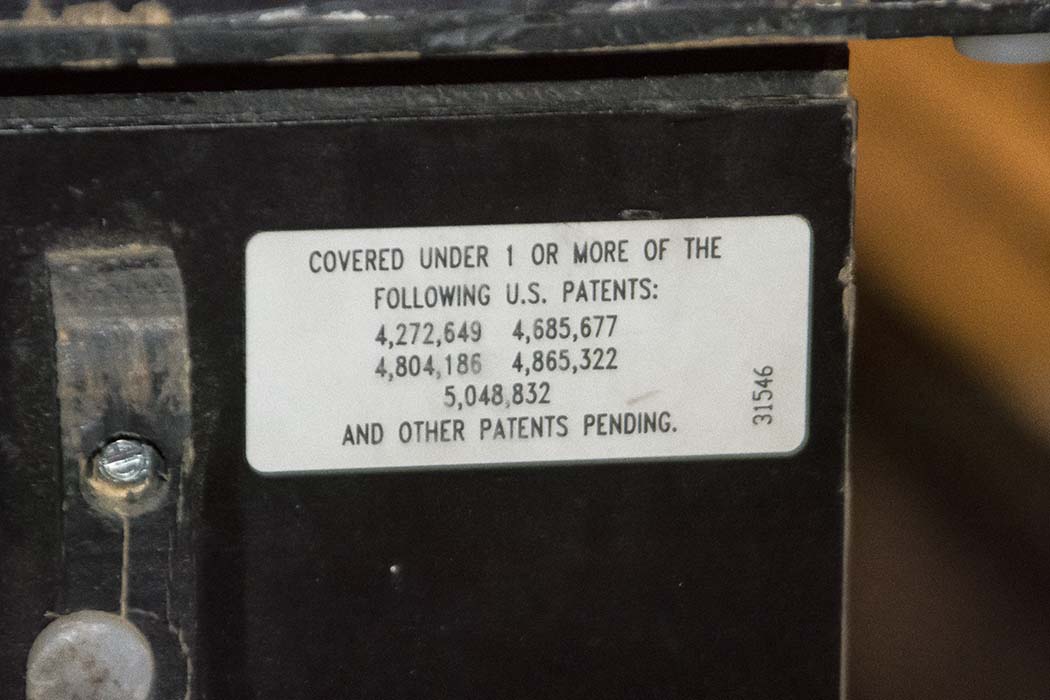 COVERED UNDER 1 OR MORE OF THE
FOLLOWING U.S. PATENTS:
4,272,649 4,685,677
4,804,186 4,865,322
5,048,832
AND OTHER PATENTS PENDING.
31546